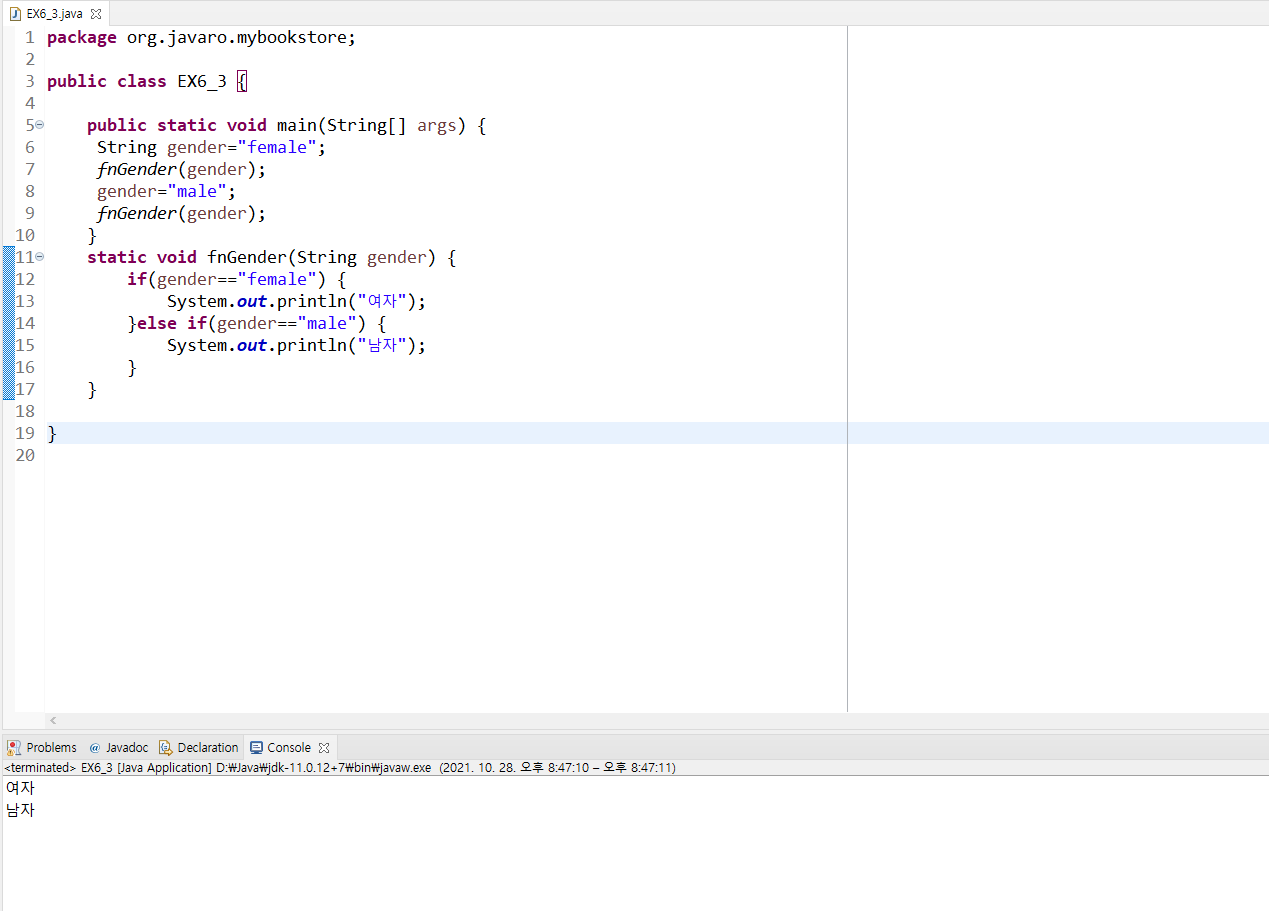 EX6_3.java
1 package org.javaro.mybookstore;
2
3 public class EX6_3 {
4
5     public static void main(String[] args) {
6      String gender="female";
7      fnGender(gender);
8      gender="male";
9      fnGender(gender);
10     }
11     static void fnGender(String gender) {
12         if(gender=="female") {
13             System.out.println("여자");
14         }else if(gender=="male") {
15             System.out.println("남자");
16         }
17     }
18
19 }
20
Problems @ Javadoc Declaration Console
<terminated> EX6_3 [Java Application] D:₩Java₩jdk-11.0.12+7₩bin₩javaw.exe (2021. 10. 28. 오후 8:47:10 – 오후 8:47:11)
여자
남자